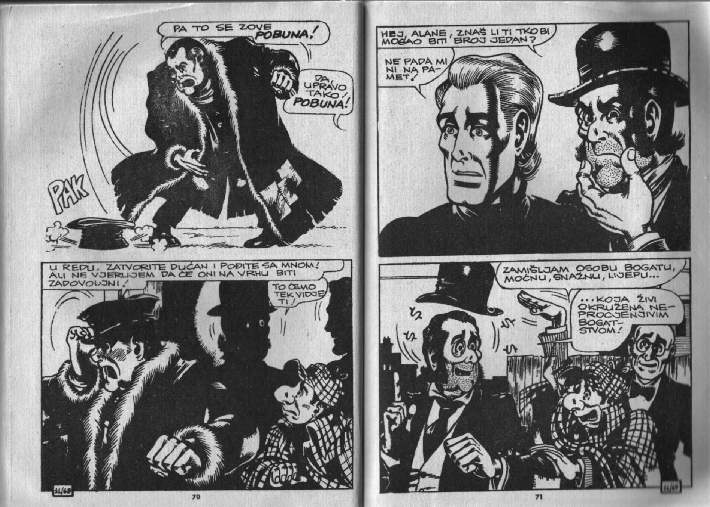 PA TO SE ZOVE
POBUNA!
DA,
UPRAVO
TAKO!
POBUNA!
PAK
U REDU. ZATVORITE DUĆAN I POĐITE SA MNOM!
ALI NE VJERUJEM DA ĆE ONI NA VRHU BITI
ZADOVOLJNI!
TO ĆEMO
TEK VIDJE-
TI!
11/68
70
HEJ, ALANE, ZNAŠ LI TI TKO BI
MOGAO BITI BROJ JEDAN?
NE PADA MI
NI NA PA-
MET!
ZAMIŠLJAM OSOBU BOGATU,
MOĆNU, SNAŽNU, LIJEPU...
...KOJA ŽIVI
OKRUŽENA NE-
PROCJENJIVIM
BOGAT-
STVOM!
71